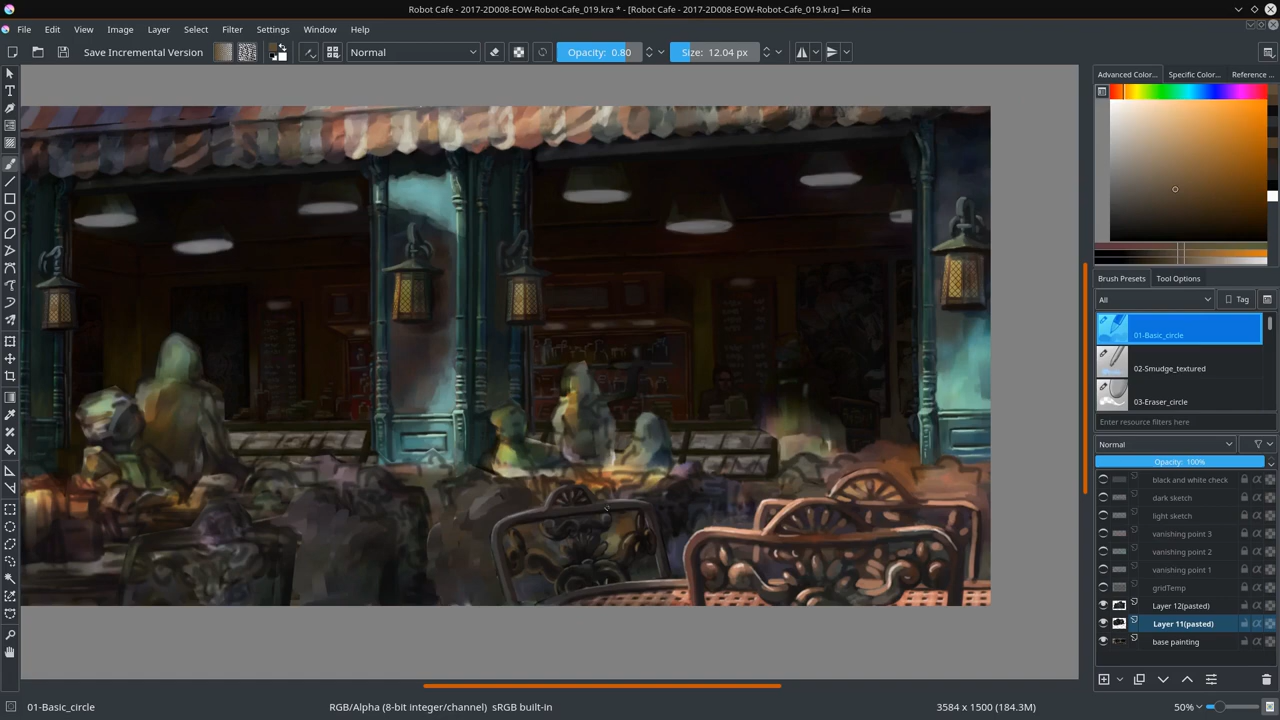 Robot Cafe - 2017-2D008-EOW-Robot-Cafe_019.kra * - [Robot Cafe - 2017-2D008-EOW-Robot-Cafe_019.kra] — Krita
File Edit View Image Layer Select Filter Settings Window Help
Save Incremental Version Normal Opacity: 0.80 Size: 12.04 px
Advanced Color... Specific Color... Reference ...
Brush Presets Tool Options
All Tag
01-Basic_circle
02-Smudge_textured
03-Eraser_circle
Enter resource filters here
Normal
Opacity: 100%
black and white check
dark sketch
light sketch
vanishing point 3
vanishing point 2
vanishing point 1
gridTemp
Layer 12(pasted)
Layer 11(pasted)
base painting
01-Basic_circle RGB/Alpha (8-bit integer/channel) sRGB built-in 3584 x 1500 (184.3M) 50%